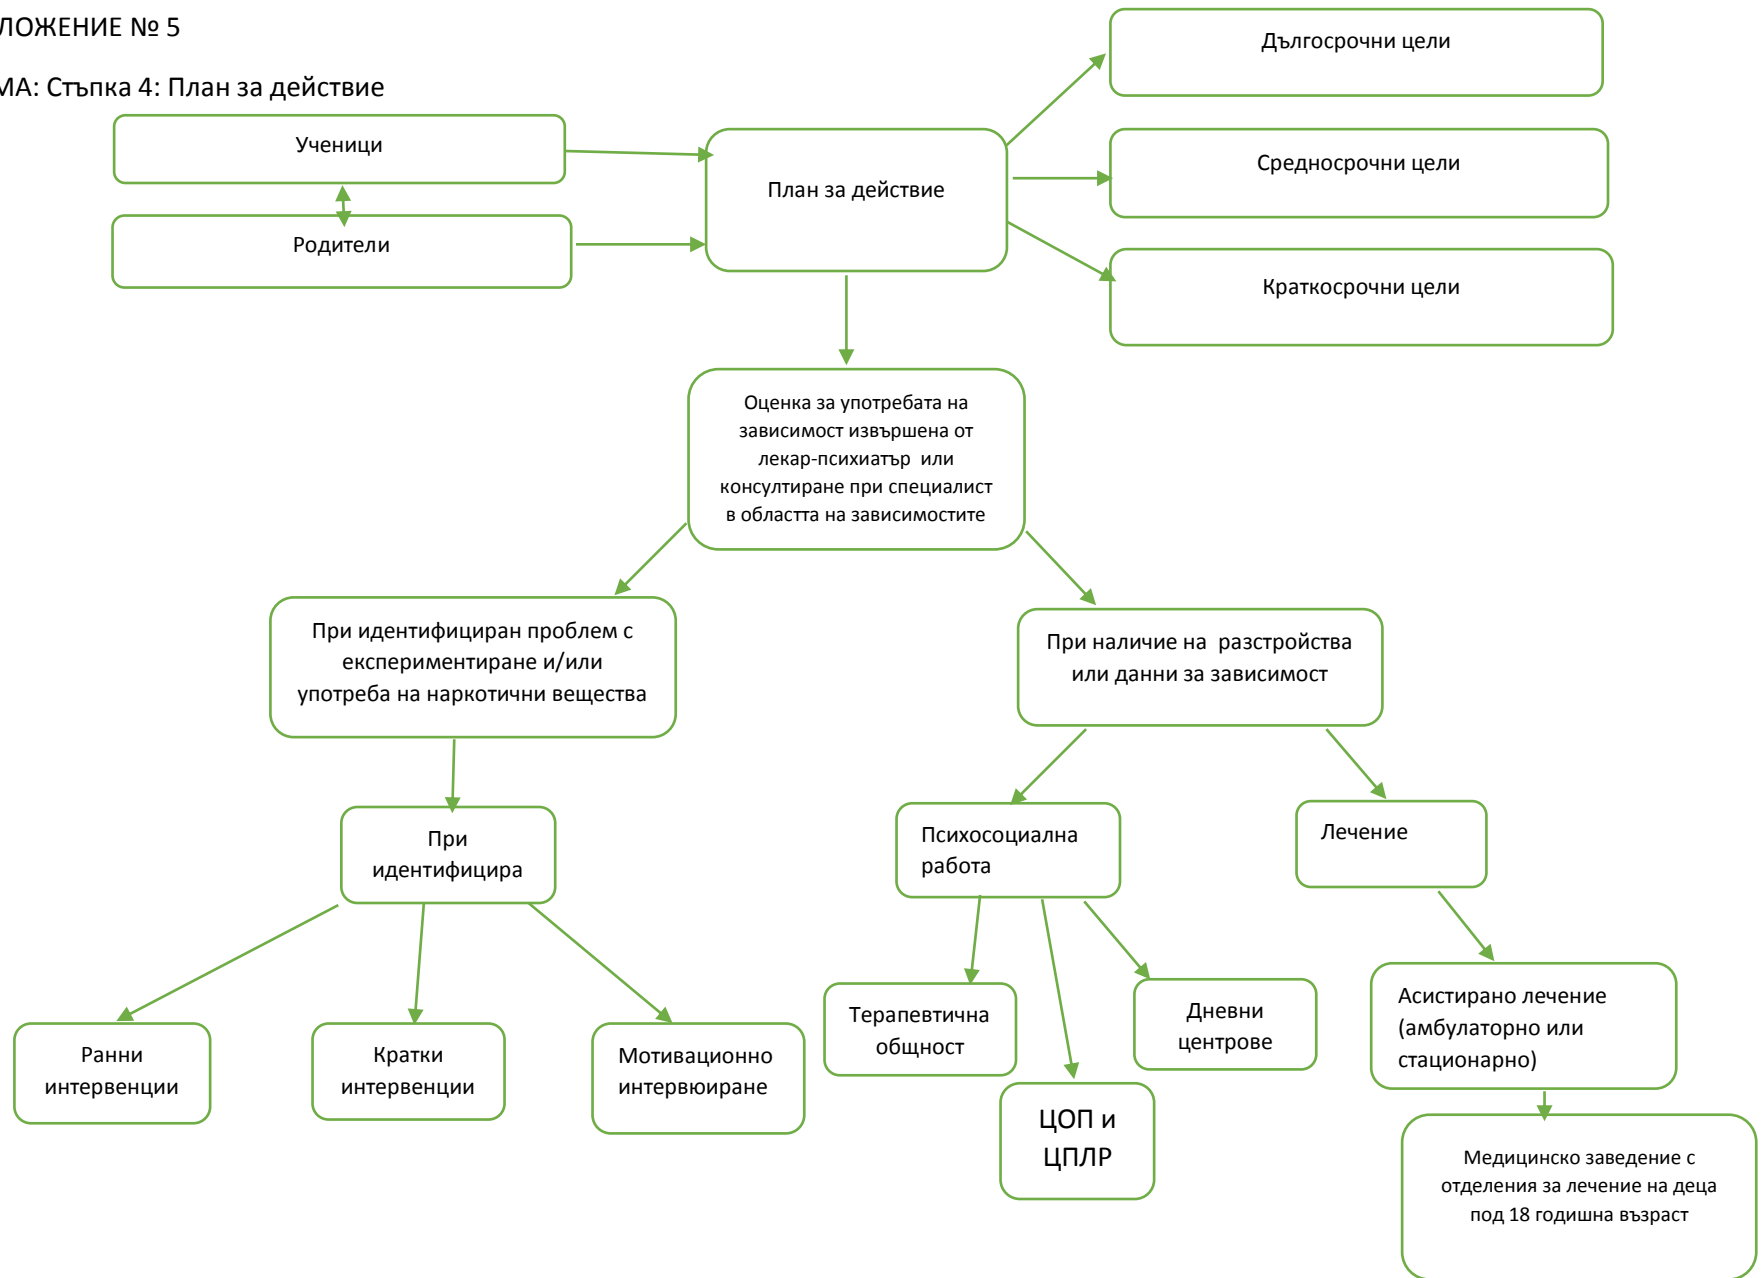 ЛОЖЕНИЕ № 5
МА: Стъпка 4: План за действие
Ученици
Родители
План за действие
Дългосрочни цели
Средносрочни цели
Краткосрочни цели
Оценка за употребата на
зависимост извършена от
лекар-психиатър или
консултиране при специалист
в областта на зависимостите
При идентифициран проблем с
експериментиране и/или
употреба на наркотични вещества
При наличие на разстройства
или данни за зависимост
При
идентифицира
Психосоциална
работа
Лечение
Ранни
интервенции
Кратки
интервенции
Мотивационно
интервюиране
Терапевтична
общност
ЦОП и
ЦПЛР
Дневни
центрове
Асистирано лечение
(амбулаторно или
стационарно)
Медицинско заведение с
отделения за лечение на деца
под 18 годишна възраст